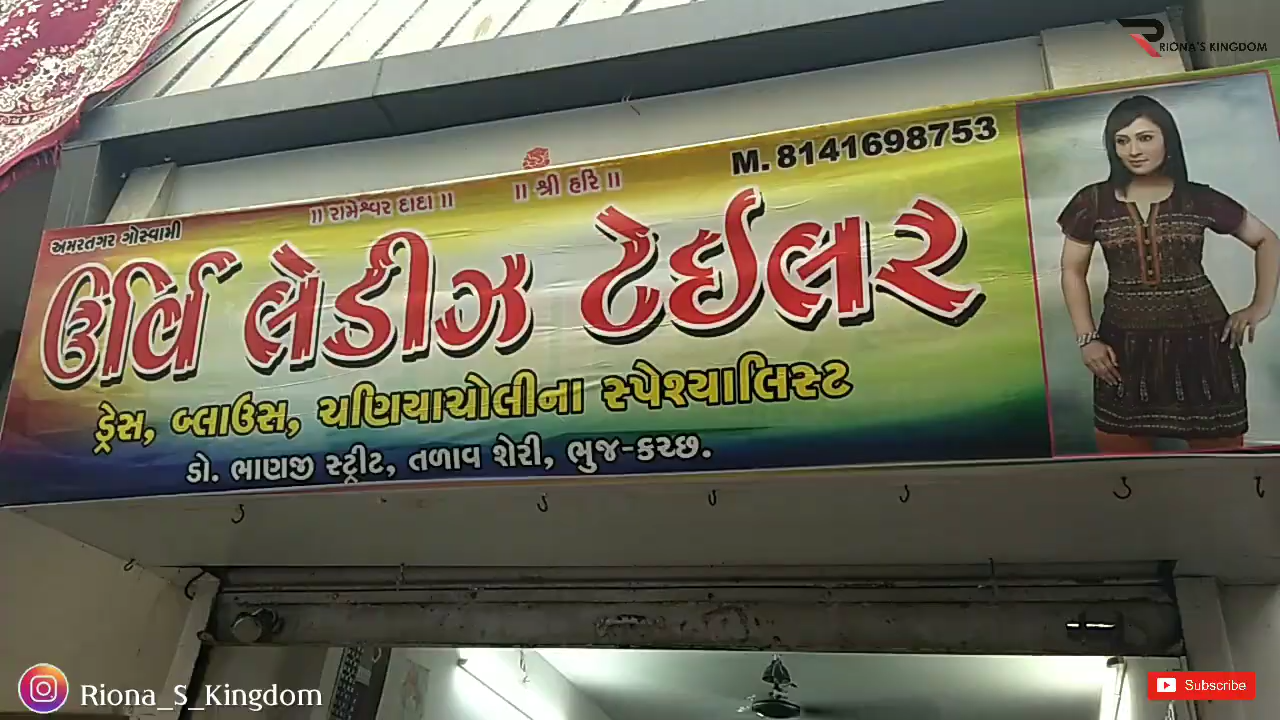 RIONA'S KINGDOM
M. 8141698753
॥ રામેશ્વર દાદા ॥ ॥ શ્રી હરિ ॥
અમરતગર ગોસ્વામી
ઉર્વિ લેડીઝ ટેઈલર
ડ્રેસ, બ્લાઉસ, ચણિયાચોલીના સ્પેશ્યાલિસ્ટ
ડો. ભાણજી સ્ટ્રીટ, તળાવ શેરી, ભુજ-કચ્છ.
Riona_S_Kingdom
Subscribe